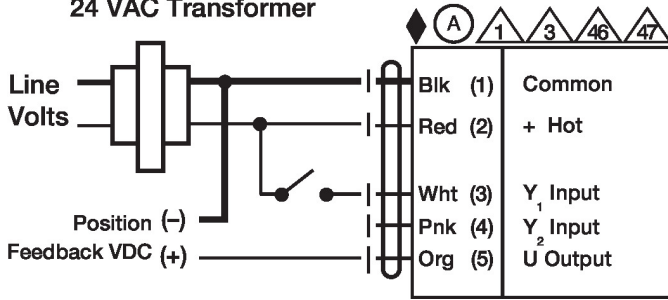 24 VAC Transformer
A 1 3 46 47
Line Volts
Blk (1) Common
Red (2) + Hot
Wht (3) Y1 Input
Position (–)
Pnk (4) Y2 Input
Feedback VDC (+)
Org (5) U Output